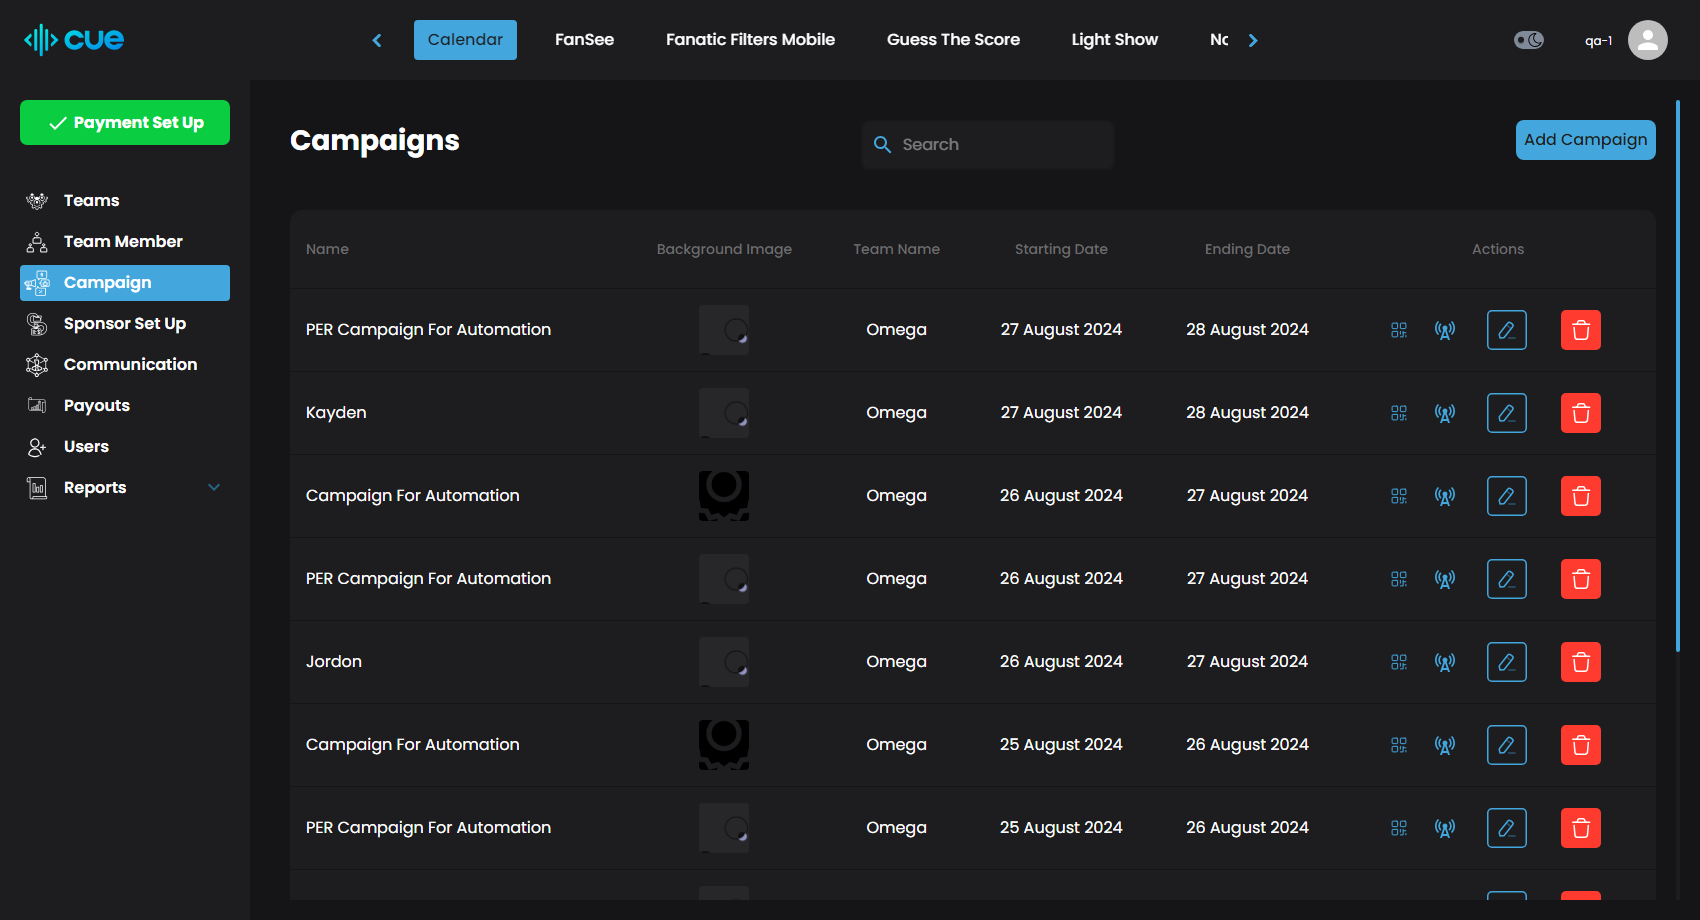 cue
Calendar FanSee Fanatic Filters Mobile Guess The Score Light Show
qa-1
Payment Set Up
Teams
Team Member
Campaign
Sponsor Set Up
Communication
Payouts
Users
Reports
Campaigns
Search
Add Campaign
Name Background Image Team Name Starting Date Ending Date Actions
PER Campaign For Automation Omega 27 August 2024 28 August 2024
Kayden Omega 27 August 2024 28 August 2024
Campaign For Automation Omega 26 August 2024 27 August 2024
PER Campaign For Automation Omega 26 August 2024 27 August 2024
Jordon Omega 26 August 2024 27 August 2024
Campaign For Automation Omega 25 August 2024 26 August 2024
PER Campaign For Automation Omega 25 August 2024 26 August 2024